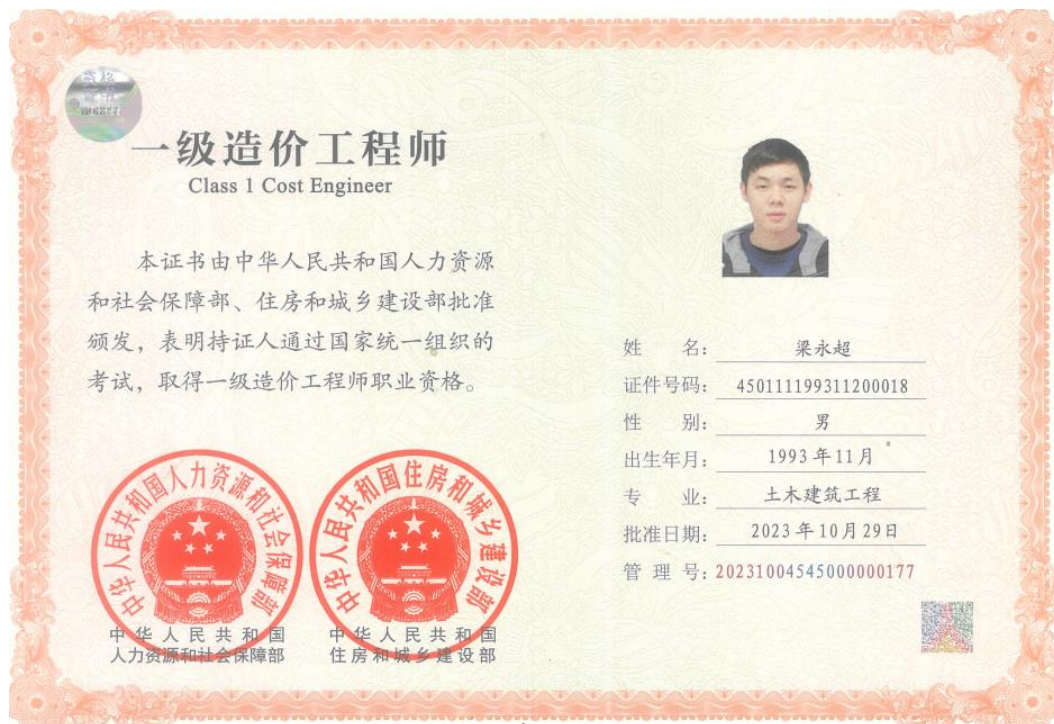 一级造价工程师
Class 1 Cost Engineer
本证书由中华人民共和国人力资源
和社会保障部、住房和城乡建设部批准
颁发，表明持证人通过国家统一组织的
考试，取得一级造价工程师职业资格。
中华人民共和国人力资源和社会保障部
中华人民共和国
人力资源和社会保障部
中华人民共和国住房和城乡建设部
中华人民共和国
住房和城乡建设部
姓 名：梁永超
证件号码：450111199311200018
性 别：男
出生年月：1993年11月
专 业：土木建筑工程
批准日期：2023年10月29日
管 理 号：20231004545000000177